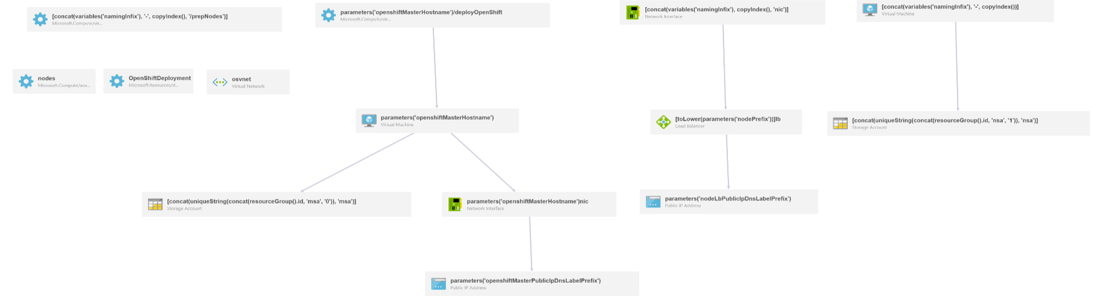 [concat(variables('namingInfix'), '-', copyIndex(), '/prepNodes')]
Microsoft.Compute/vir...
parameters('openshiftMasterHostname')/deployOpenShift
Microsoft.Compute/vir...
[concat(variables('namingInfix'), copyIndex(), 'nic')]
Network Interface
[concat(variables('namingInfix'), '-', copyIndex())]
Virtual Machine
nodes
Microsoft.Compute/ava...
OpenShiftDeployment
Microsoft.Resources/d...
osvnet
Virtual Network
parameters('openshiftMasterHostname')
Virtual Machine
[toLower(parameters('nodePrefix'))]lb
Load Balancer
[concat(uniqueString(concat(resourceGroup().id, 'nsa', '1')), 'nsa')]
Storage Account
[concat(uniqueString(concat(resourceGroup().id, 'msa', '0')), 'msa')]
Storage Account
parameters('openshiftMasterHostname')nic
Network Interface
parameters('nodeLbPublicIpDnsLabelPrefix')
Public IP Address
parameters('openshiftMasterPublicIpDnsLabelPrefix')
Public IP Address